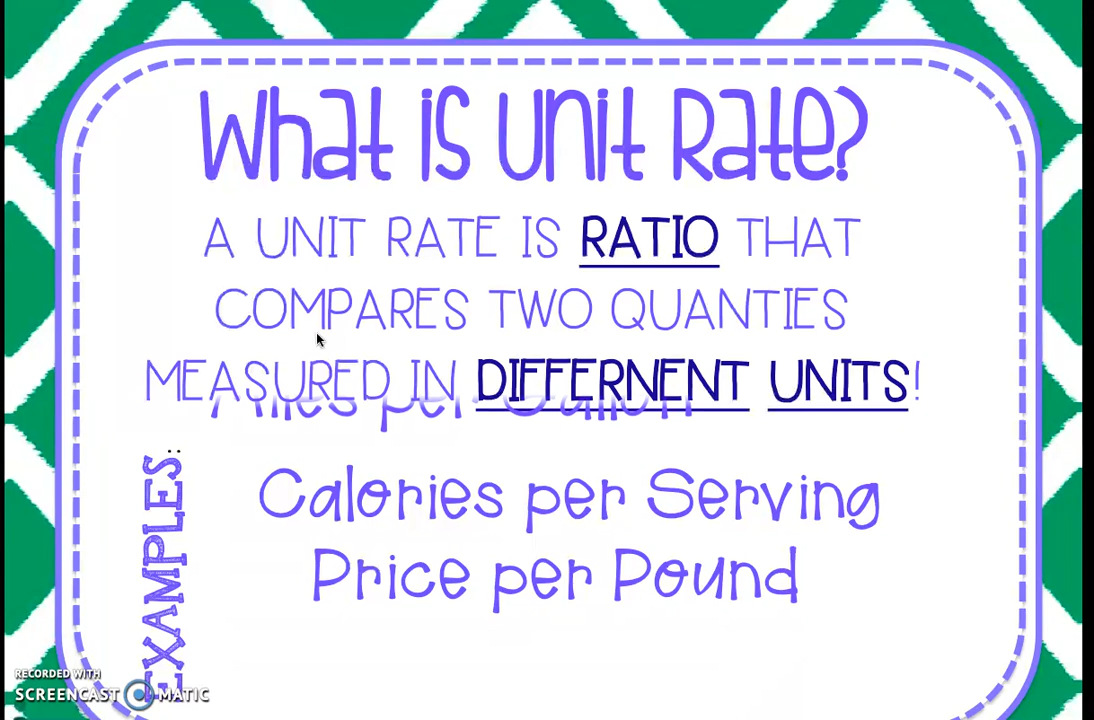 What is Unit Rate?
A UNIT RATE IS RATIO THAT
COMPARES TWO QUANTIES
MEASURED IN DIFFERNENT UNITS!
per
EXAMPLES:
Calories per Serving
Price per Pound
RECORDED WITH
SCREENCAST MATIC